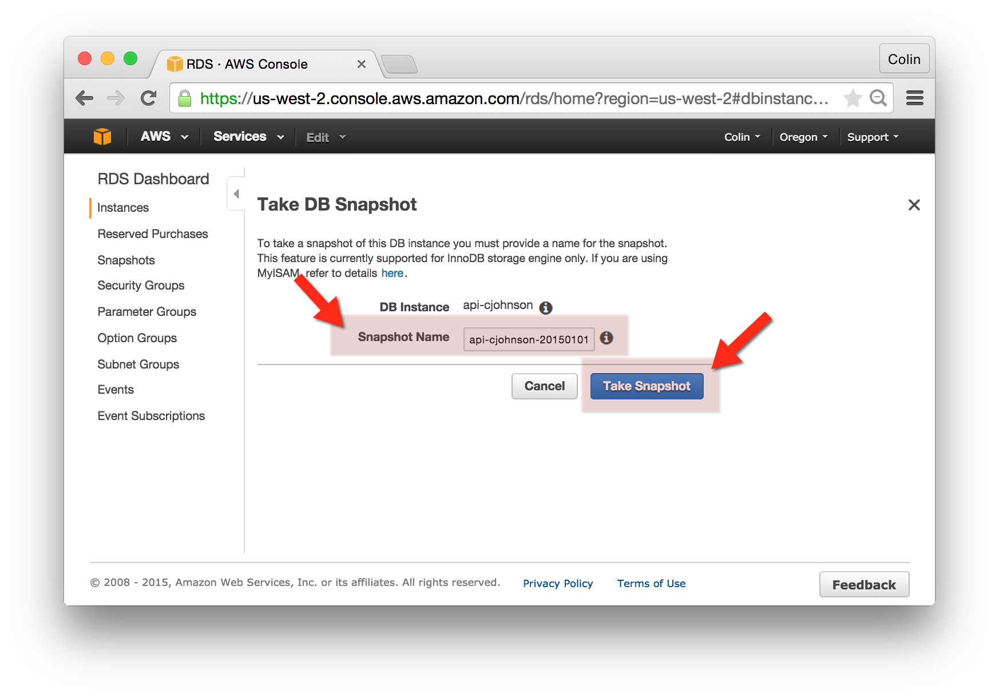 RDS · AWS Console
Colin
https://us-west-2.console.aws.amazon.com/rds/home?region=us-west-2#dbinstanc...
AWS Services Edit Colin Oregon Support
RDS Dashboard
Instances
Reserved Purchases
Snapshots
Security Groups
Parameter Groups
Option Groups
Subnet Groups
Events
Event Subscriptions
Take DB Snapshot
To take a snapshot of this DB instance you must provide a name for the snapshot.
This feature is currently supported for InnoDB storage engine only. If you are using
MyISAM, refer to details here.
DB Instance api-cjohnson
Snapshot Name api-cjohnson-20150101
Cancel Take Snapshot
© 2008 - 2015, Amazon Web Services, Inc. or its affiliates. All rights reserved. Privacy Policy Terms of Use Feedback